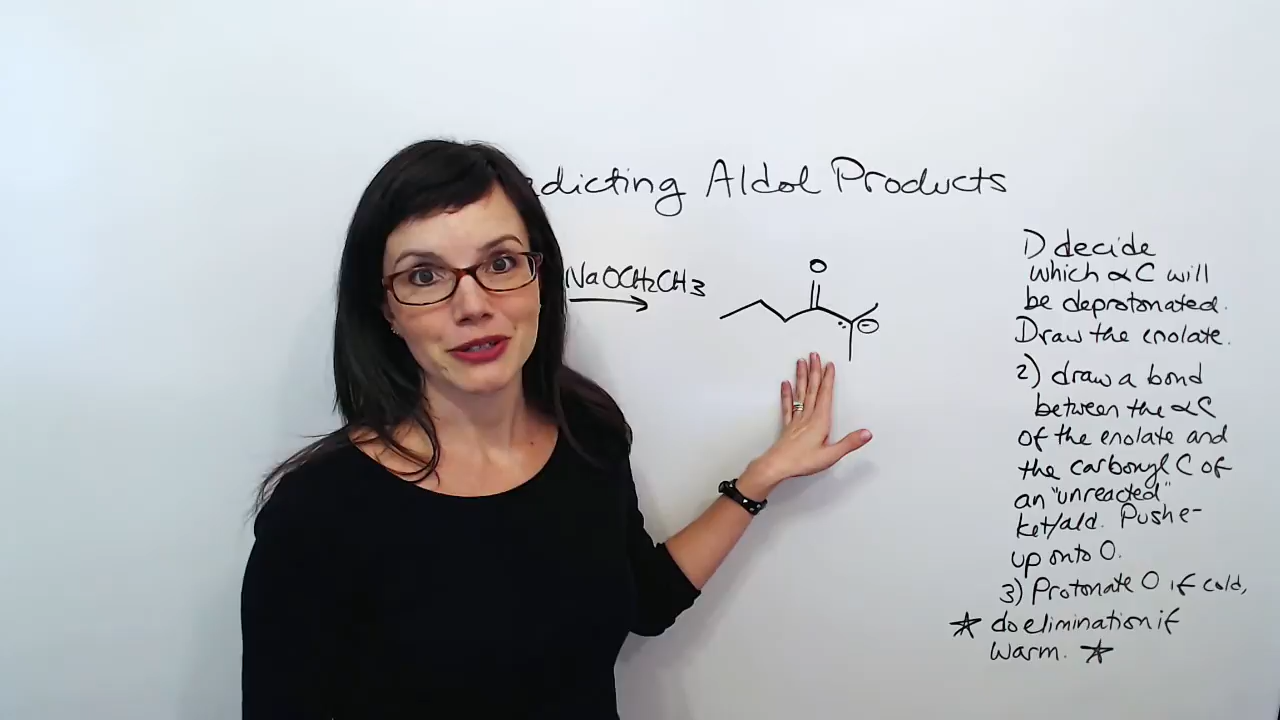 edicting Aldol Products
NaOCH2CH3
O
⊖
1) decide
which αC will
be deprotonated.
Draw the enolate.
2) draw a bond
between the αC
of the enolate and
the carbonyl C of
an "unreacted"
ket/ald. Push e-
up onto O.
3) Protonate O if cold,
☆ do elimination if
warm. ☆